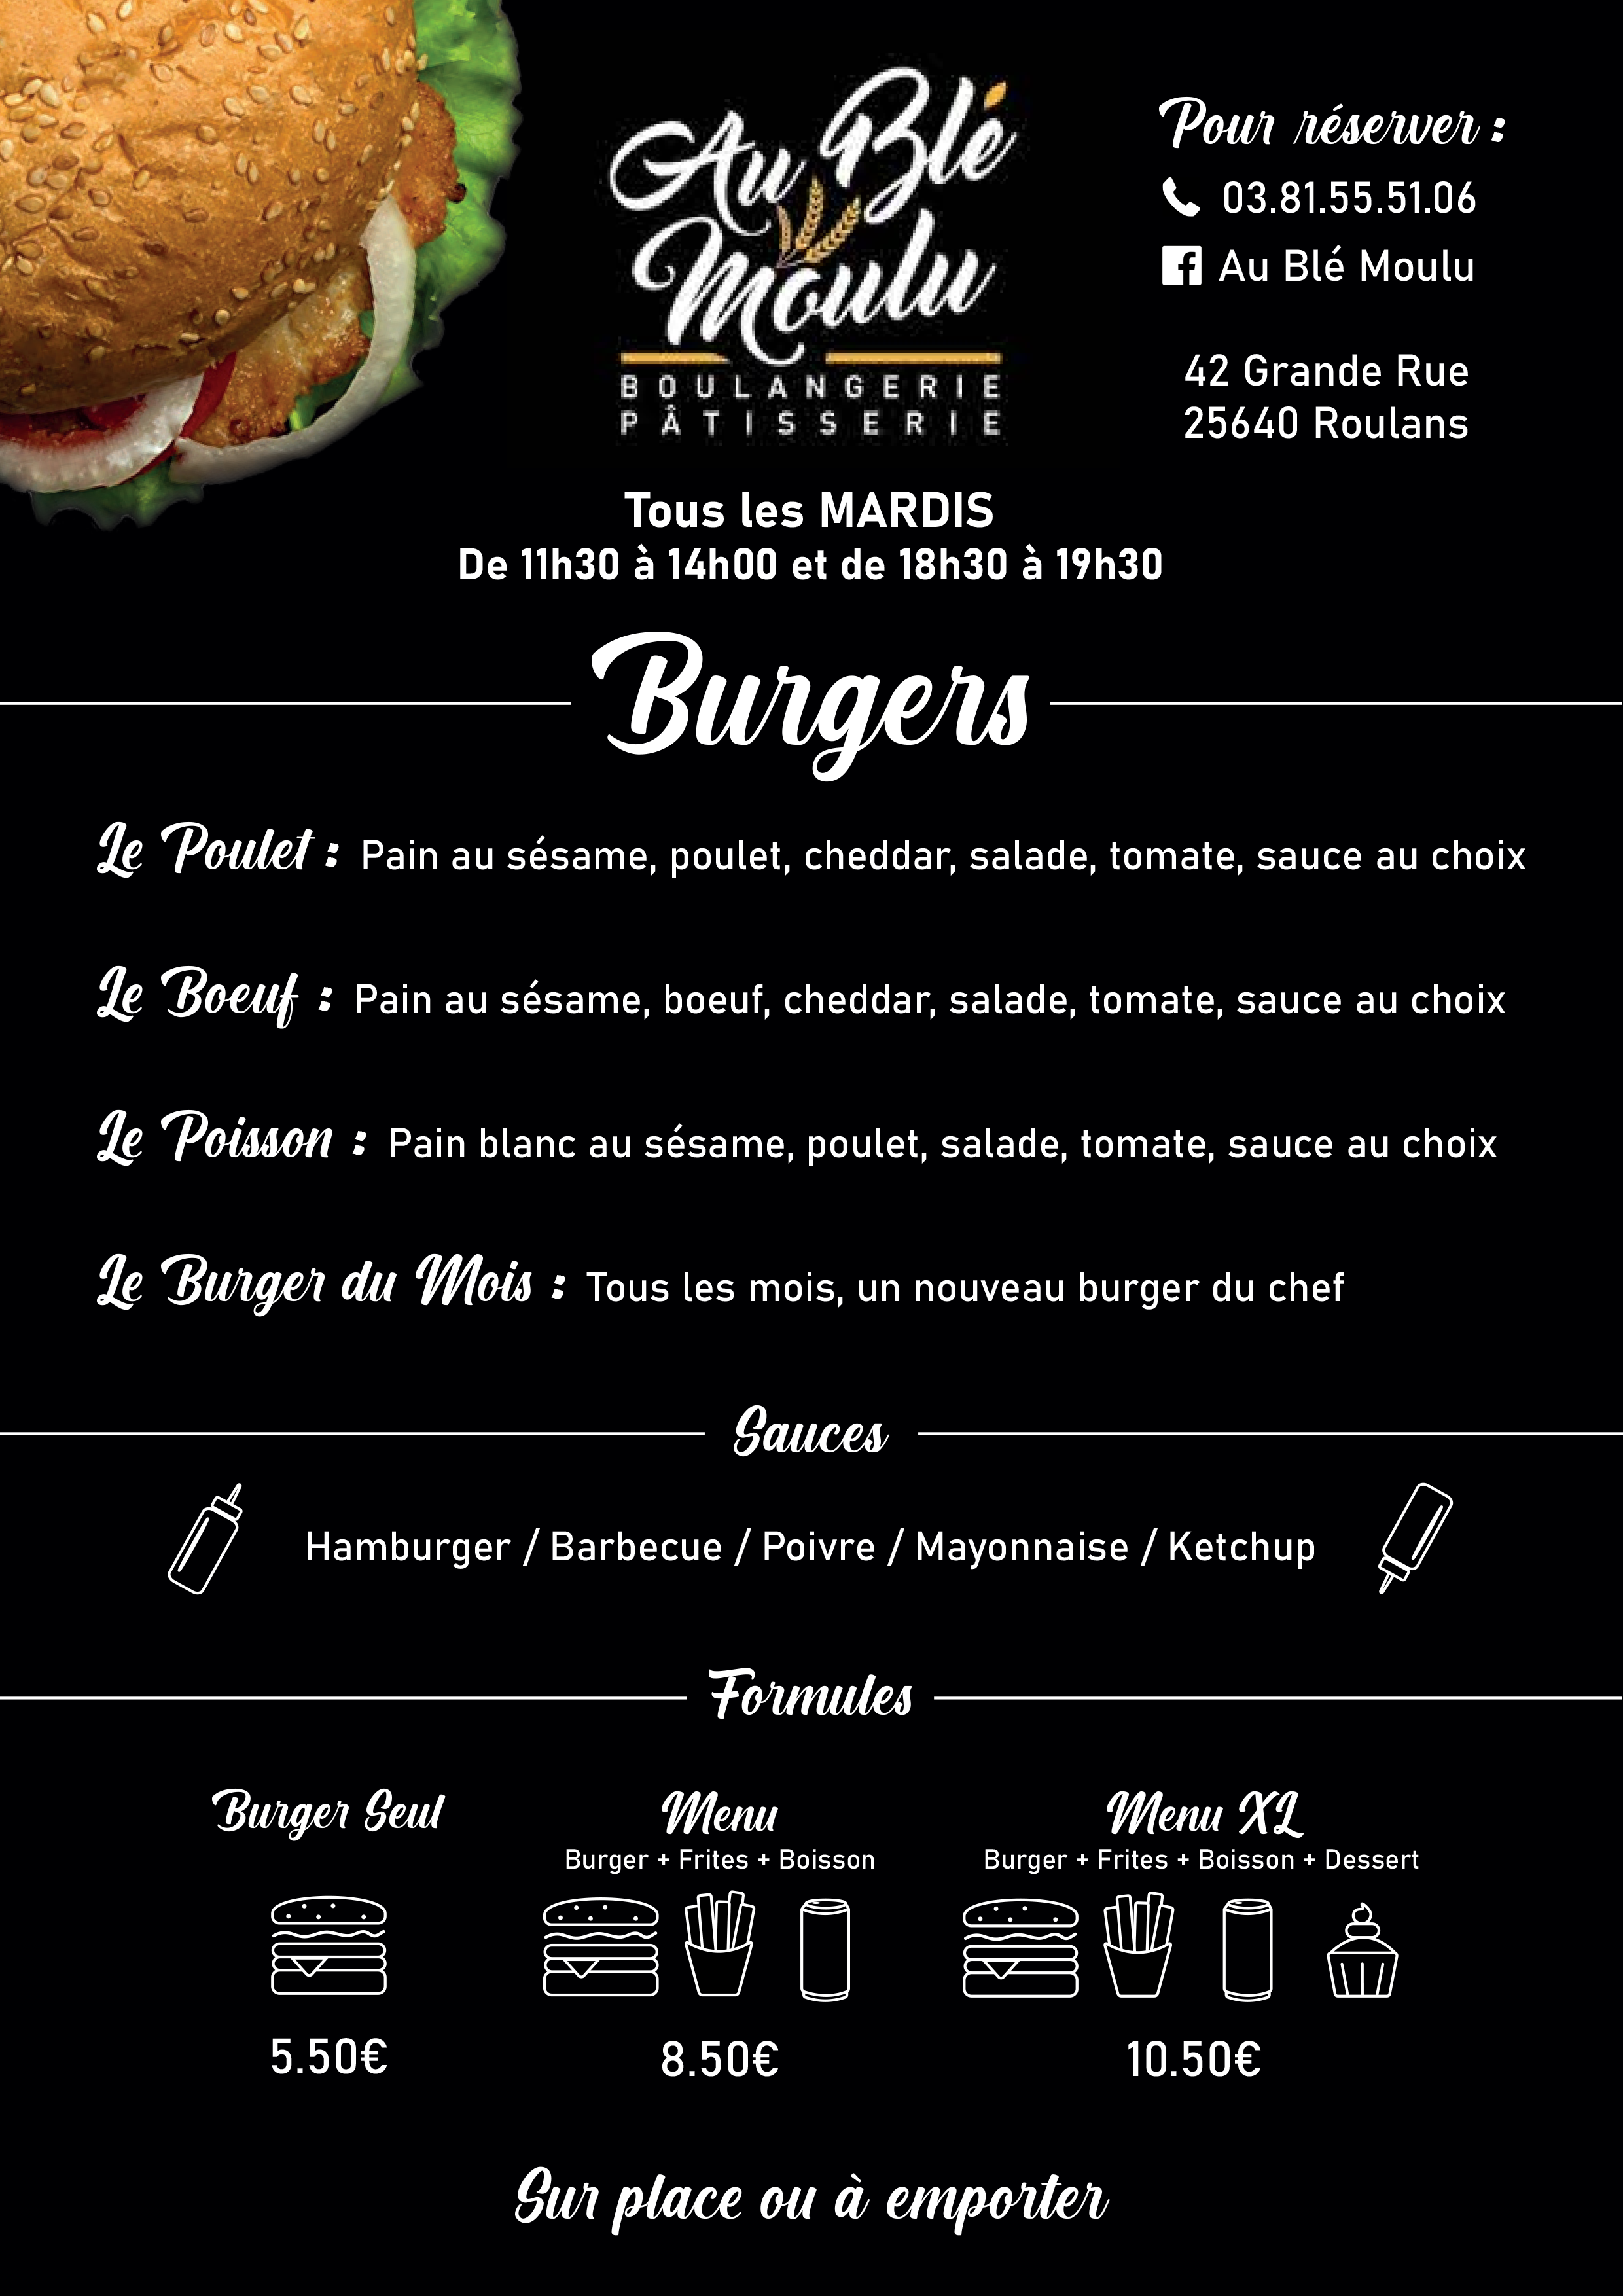 Au Blé
Moulu
BOULANGERIE
PÂTISSERIE
Pour réserver :
03.81.55.51.06
Au Blé Moulu
42 Grande Rue
25640 Roulans
Tous les MARDIS
De 11h30 à 14h00 et de 18h30 à 19h30
Burgers
Le Poulet : Pain au sésame, poulet, cheddar, salade, tomate, sauce au choix
Le Boeuf : Pain au sésame, boeuf, cheddar, salade, tomate, sauce au choix
Le Poisson : Pain blanc au sésame, poulet, salade, tomate, sauce au choix
Le Burger du Mois : Tous les mois, un nouveau burger du chef
Sauces
Hamburger / Barbecue / Poivre / Mayonnaise / Ketchup
Formules
Burger Seul
5.50€
Menu
Burger + Frites + Boisson
8.50€
Menu XL
Burger + Frites + Boisson + Dessert
10.50€
Sur place ou à emporter